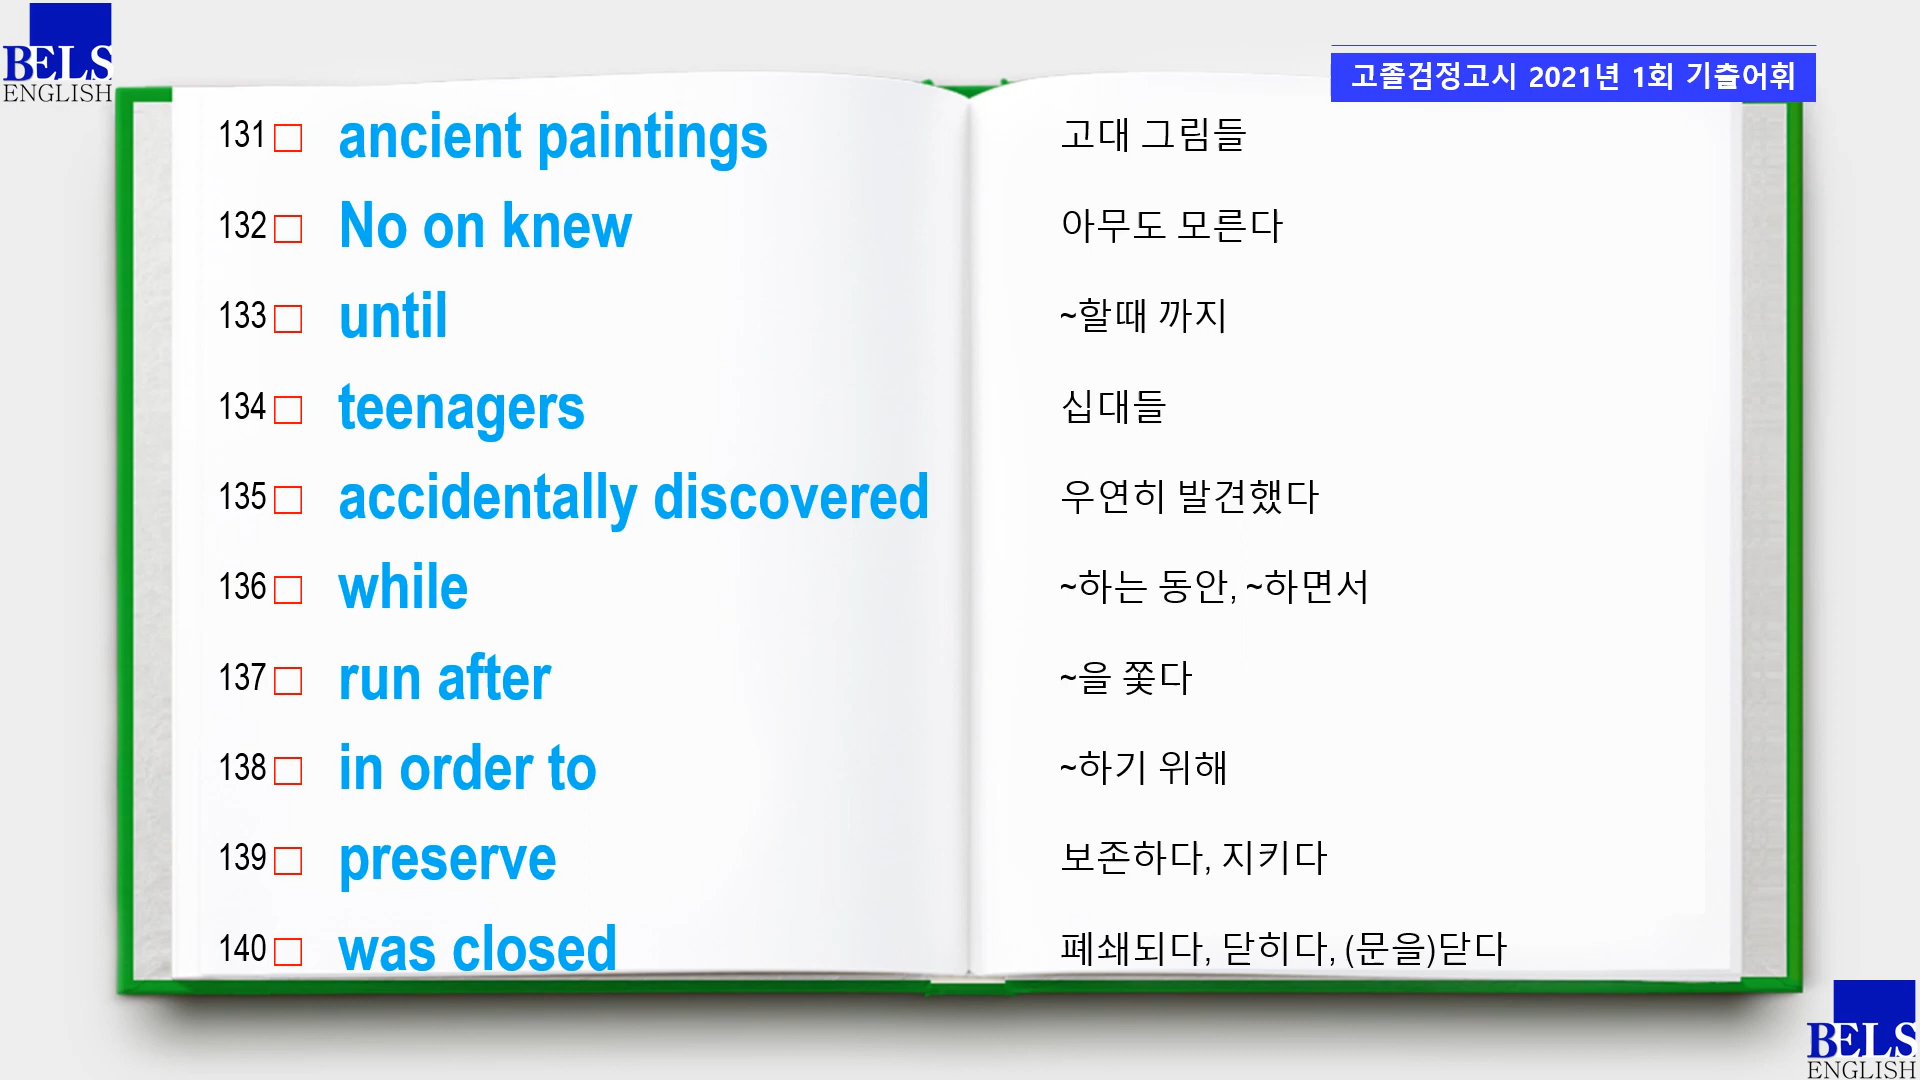 BELS
ENGLISH
고졸검정고시 2021년 1회 기출어휘
131 □ ancient paintings 고대 그림들
132 □ No on knew 아무도 모른다
133 □ until ~할때 까지
134 □ teenagers 십대들
135 □ accidentally discovered 우연히 발견했다
136 □ while ~하는 동안, ~하면서
137 □ run after ~을 쫓다
138 □ in order to ~하기 위해
139 □ preserve 보존하다, 지키다
140 □ was closed 폐쇄되다, 닫히다, (문을)닫다
BELS
ENGLISH